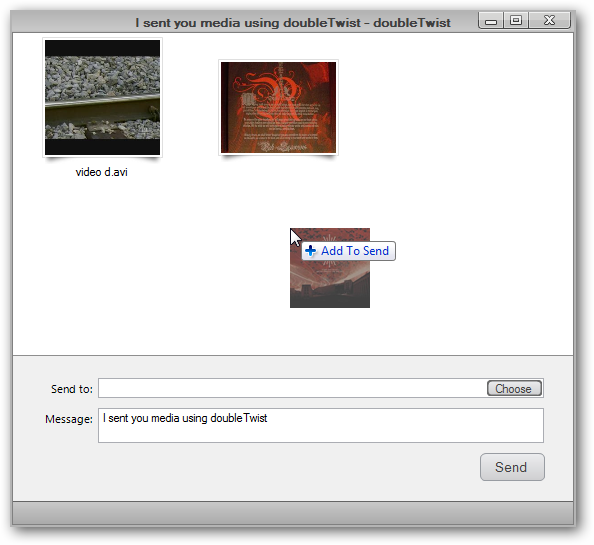 I sent you media using doubleTwist - doubleTwist
video d.avi
Add To Send
Send to:
Choose
Message:
I sent you media using doubleTwist
Send